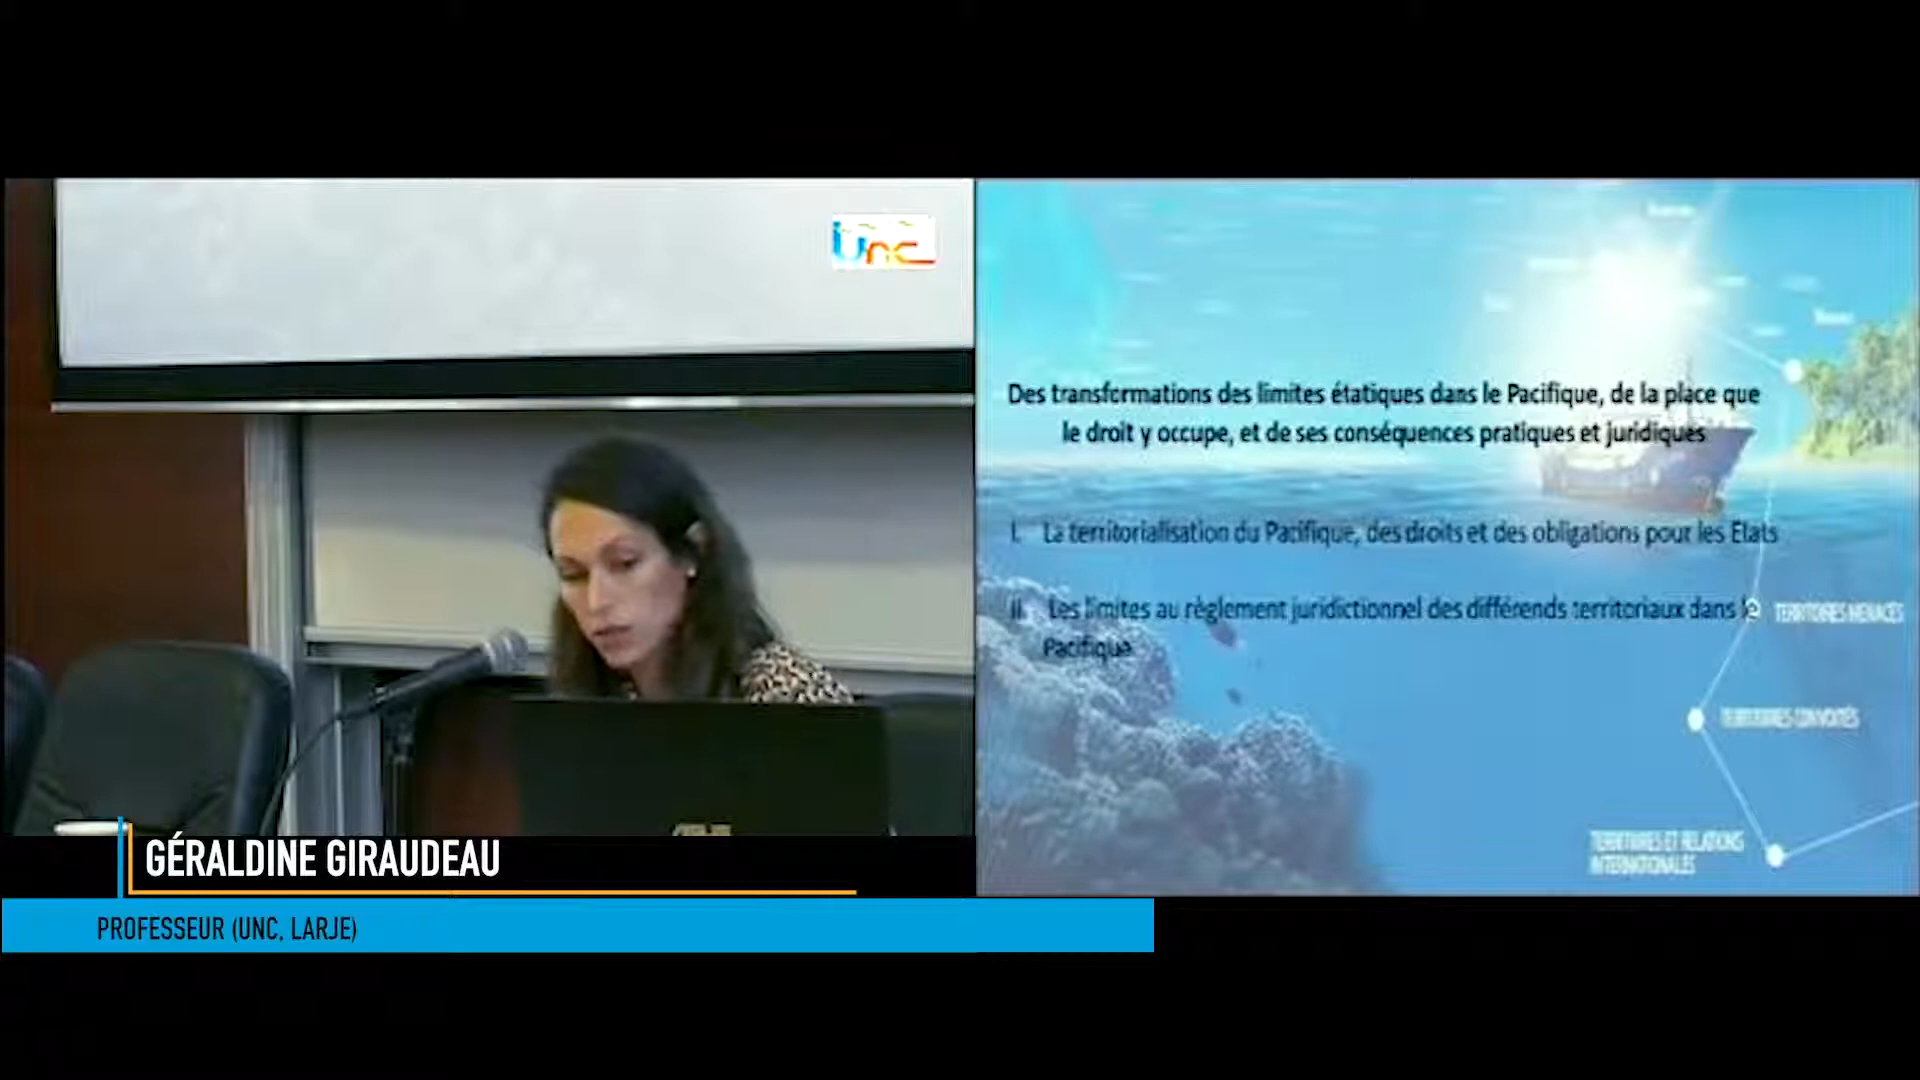 Unc
Des transformations des limites étatiques dans le Pacifique, de la place que
le droit y occupe, et de ses conséquences pratiques et juridiques
I. La territorialisation du Pacifique, des droits et des obligations pour les Etats
II. Les limites au règlement juridictionnel des différends territoriaux dans le
Pacifique
TERRITOIRES MENACÉS
TERRITOIRES CONVOITÉS
TERRITOIRES ET RELATIONS
INTERNATIONALES
GÉRALDINE GIRAUDEAU
PROFESSEUR (UNC, LARJE)